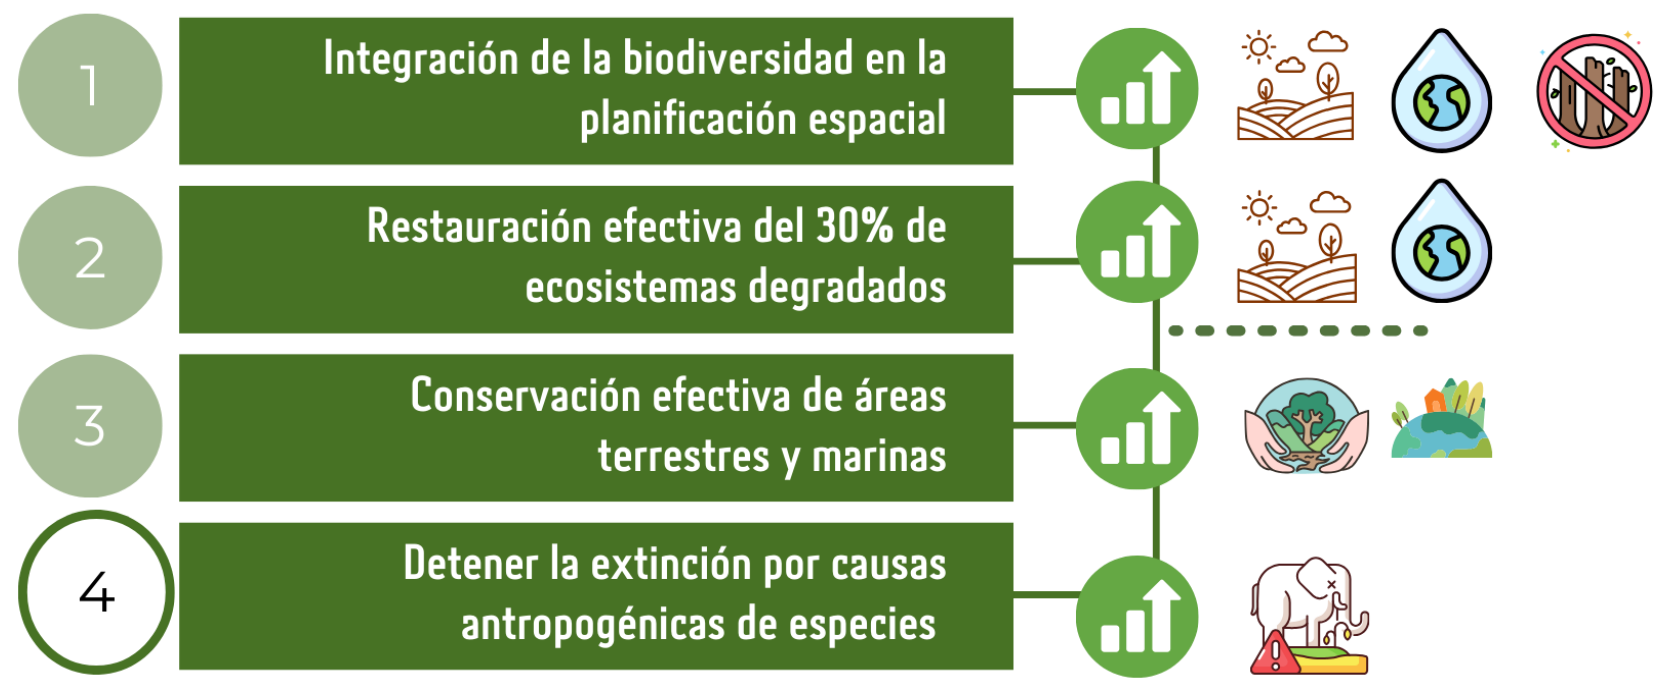 1
Integración de la biodiversidad en la
planificación espacial
2
Restauración efectiva del 30% de
ecosistemas degradados
3
Conservación efectiva de áreas
terrestres y marinas
4
Detener la extinción por causas
antropogénicas de especies